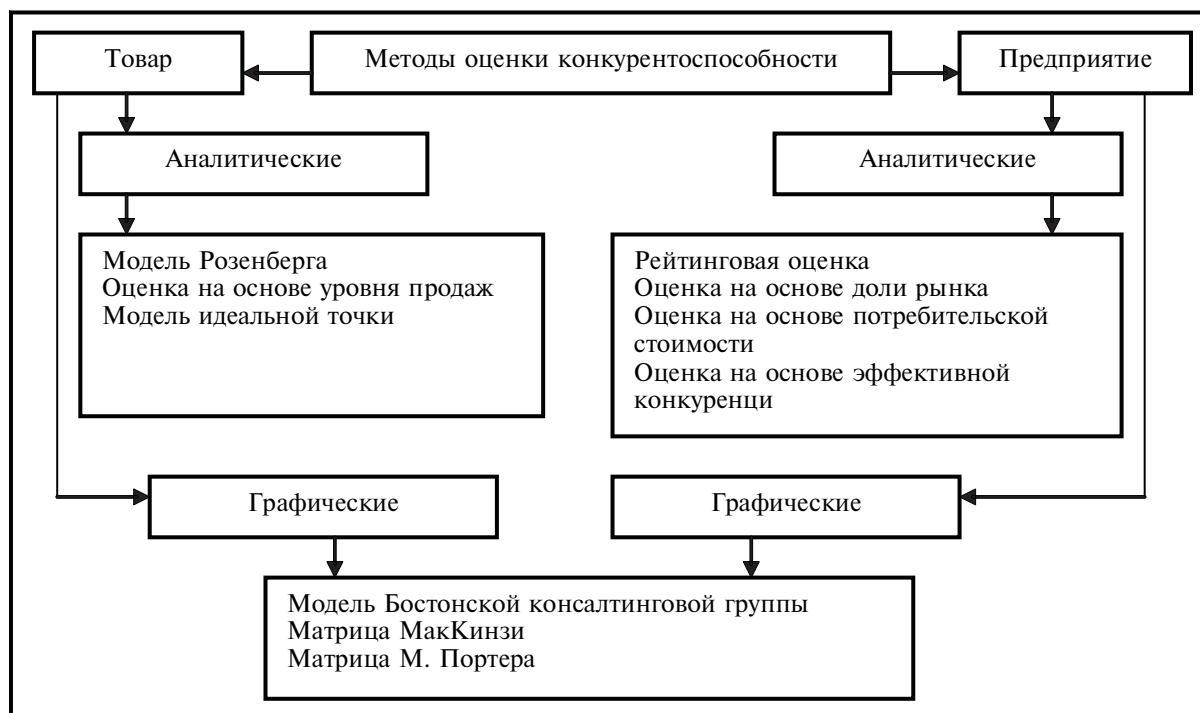 Товар
Методы оценки конкурентоспособности
Предприятие
Аналитические
Аналитические
Модель Розенберга
Оценка на основе уровня продаж
Модель идеальной точки
Рейтинговая оценка
Оценка на основе доли рынка
Оценка на основе потребительской
стоимости
Оценка на основе эффективной
конкуренци
Графические
Графические
Модель Бостонской консалтинговой группы
Матрица МакКинзи
Матрица М. Портера